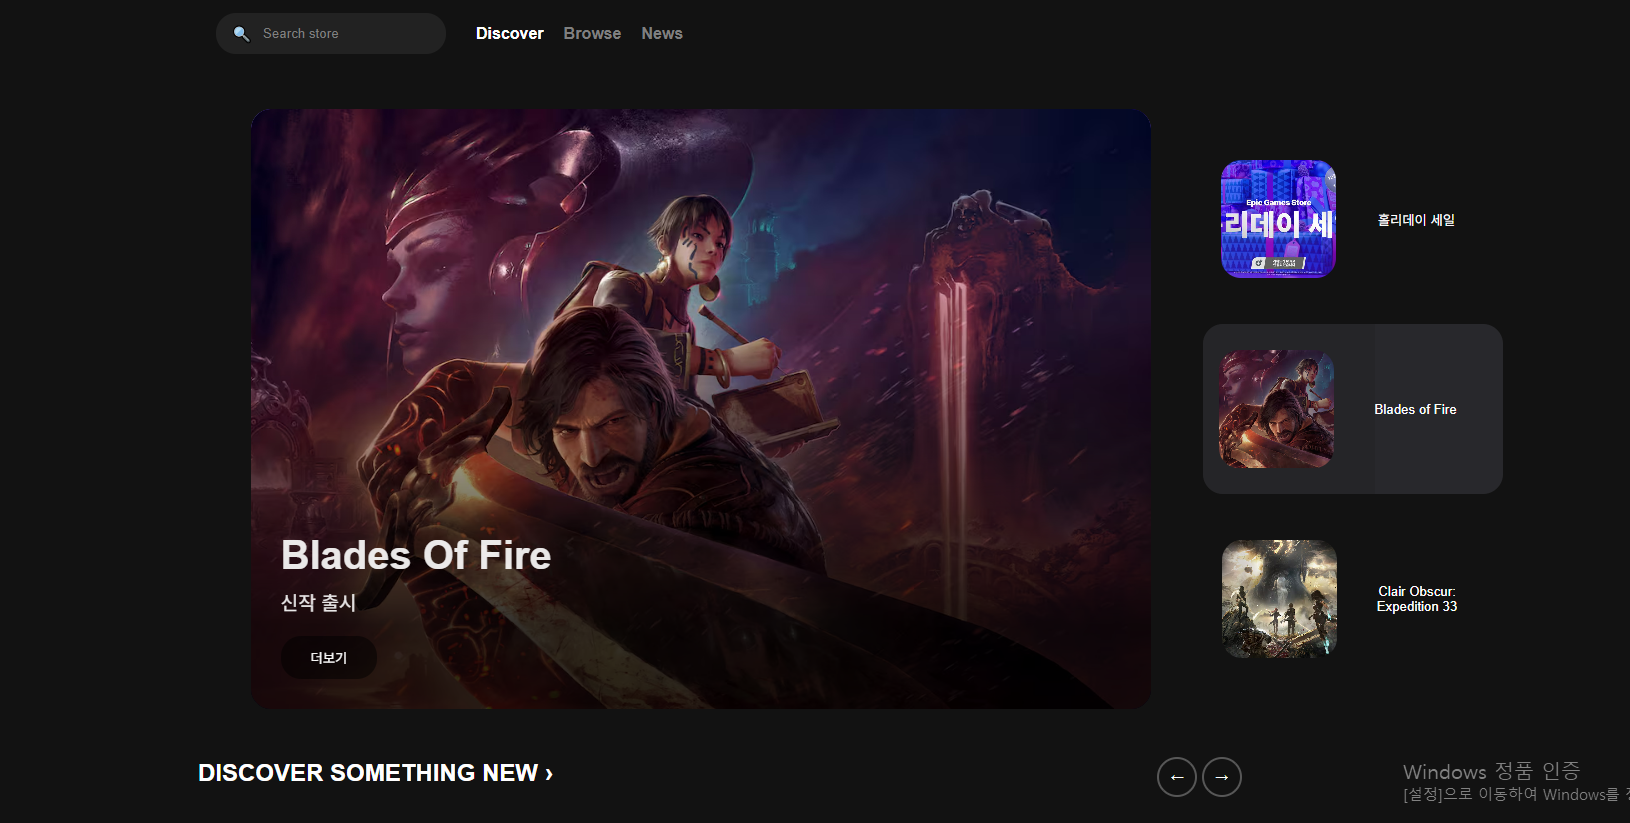 Search store
Discover
Browse
News
Epic Games Store
리데이 세
홀리데이 세일
Blades of Fire
Blades Of Fire
신작 출시
더보기
Clair Obscur:
Expedition 33
DISCOVER SOMETHING NEW ›
← →
Windows 정품 인증
[설정]으로 이동하여 Windows를